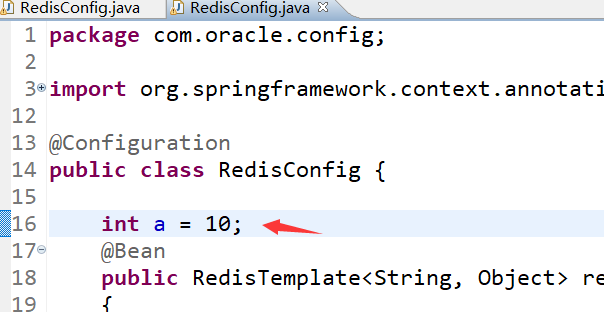 RedisConfig.java RedisConfig.java
1 package com.oracle.config;
2
3 import org.springframework.context.annotati
12
13 @Configuration
14 public class RedisConfig {
15
16 int a = 10;
17 @Bean
18 public RedisTemplate<String, Object> re
19 {